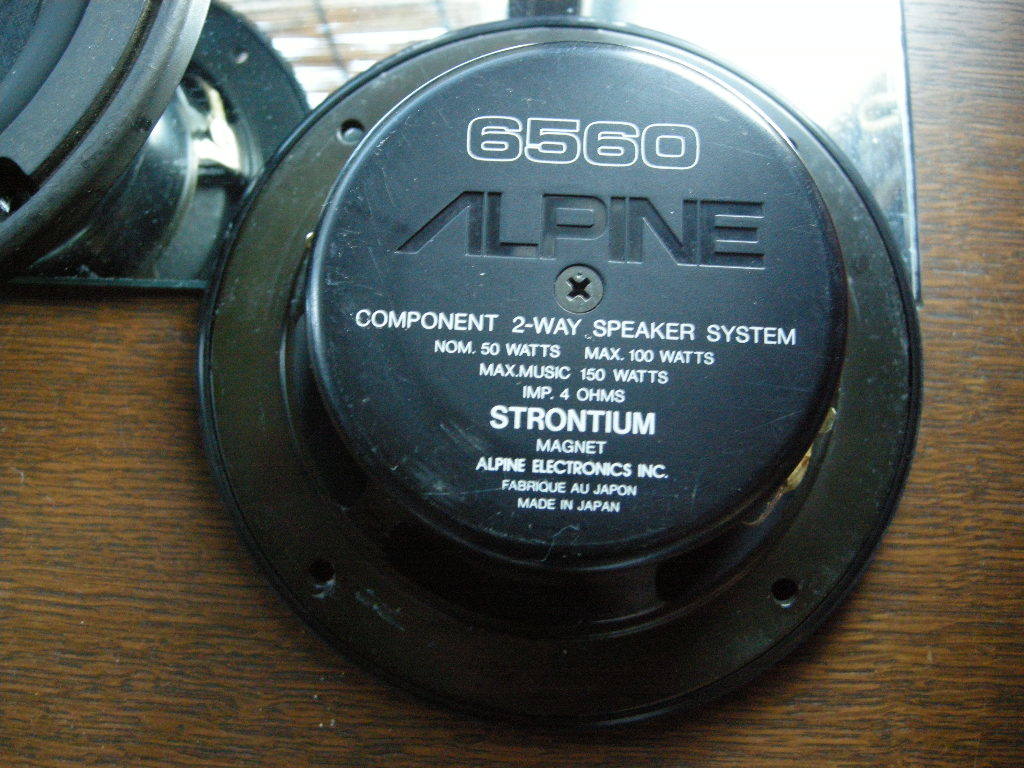 6560
ALPINE
COMPONENT 2-WAY SPEAKER SYSTEM
NOM. 50 WATTS MAX. 100 WATTS
MAX.MUSIC 150 WATTS
IMP. 4 OHMS
STRONTIUM
MAGNET
ALPINE ELECTRONICS INC.
FABRIQUE AU JAPON
MADE IN JAPAN